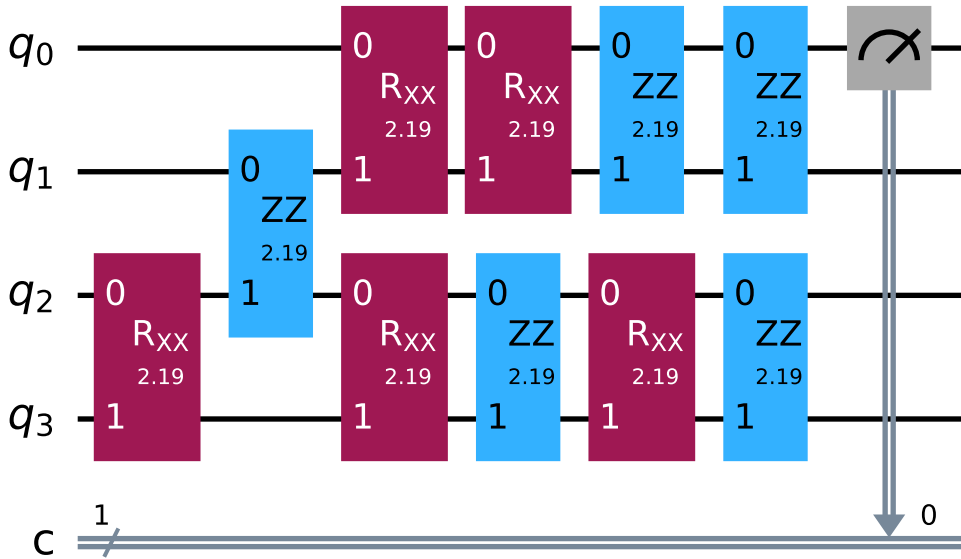 q0 0 0 0 0
RXX RXX ZZ ZZ
2.19 2.19 2.19 2.19
q1 0 1 1 1 1
ZZ
2.19
q2 0 1 0 0 0 0
RXX RXX ZZ RXX ZZ
2.19 2.19 2.19 2.19 2.19
q3 1 1 1 1 1
1 0
c